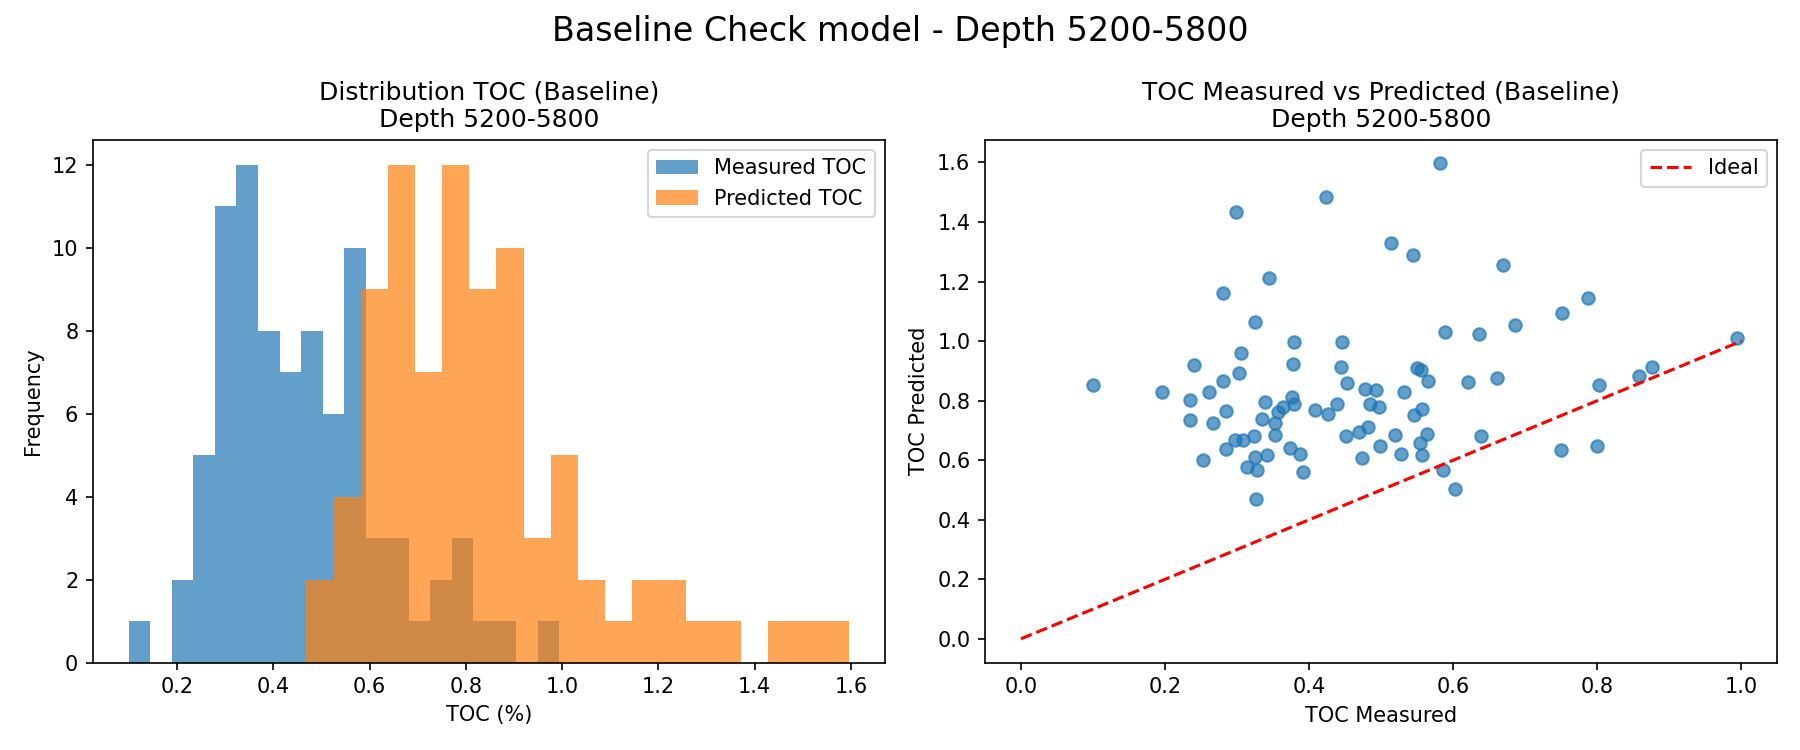 Baseline Check model - Depth 5200-5800
Distribution TOC (Baseline)
Depth 5200-5800
Measured TOC
Predicted TOC
Frequency
0
2
4
6
8
10
12
0.2
0.4
0.6
0.8
1.0
1.2
1.4
1.6
TOC (%)
TOC Measured vs Predicted (Baseline)
Depth 5200-5800
Ideal
TOC Predicted
0.0
0.2
0.4
0.6
0.8
1.0
1.2
1.4
1.6
0.0
0.2
0.4
0.6
0.8
1.0
TOC Measured